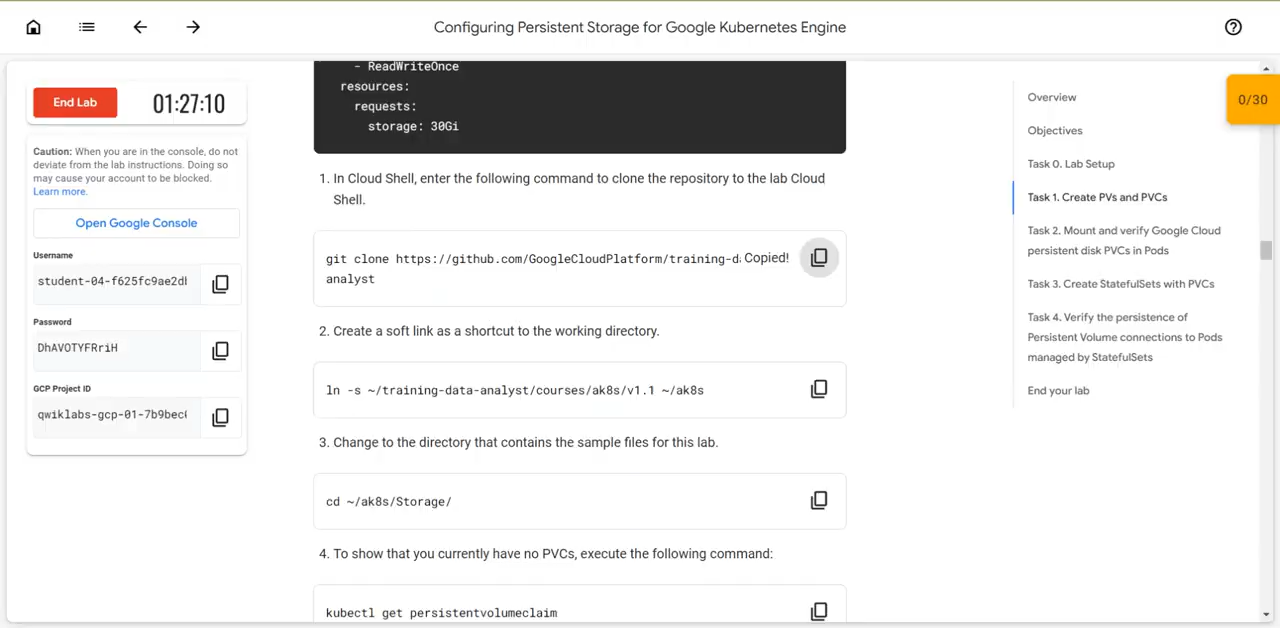 Configuring Persistent Storage for Google Kubernetes Engine
End Lab
01:27:10
Caution: When you are in the console, do not
deviate from the lab instructions. Doing so
may cause your account to be blocked.
Learn more.
Open Google Console
Username
student-04-f625fc9ae2d
Password
DhAVOTYFRriH
GCP Project ID
qwiklabs-gcp-01-7b9bec
- ReadWriteOnce
resources:
requests:
storage: 30Gi
1. In Cloud Shell, enter the following command to clone the repository to the lab Cloud
Shell.
git clone https://github.com/GoogleCloudPlatform/training-d Copied!
analyst
2. Create a soft link as a shortcut to the working directory.
ln -s ~/training-data-analyst/courses/ak8s/v1.1 ~/ak8s
3. Change to the directory that contains the sample files for this lab.
cd ~/ak8s/Storage/
4. To show that you currently have no PVCs, execute the following command:
kubectl get persistentvolumeclaim
Overview
Objectives
Task 0. Lab Setup
Task 1. Create PVs and PVCs
Task 2. Mount and verify Google Cloud
persistent disk PVCs in Pods
Task 3. Create StatefulSets with PVCs
Task 4. Verify the persistence of
Persistent Volume connections to Pods
managed by StatefulSets
End your lab
0/30